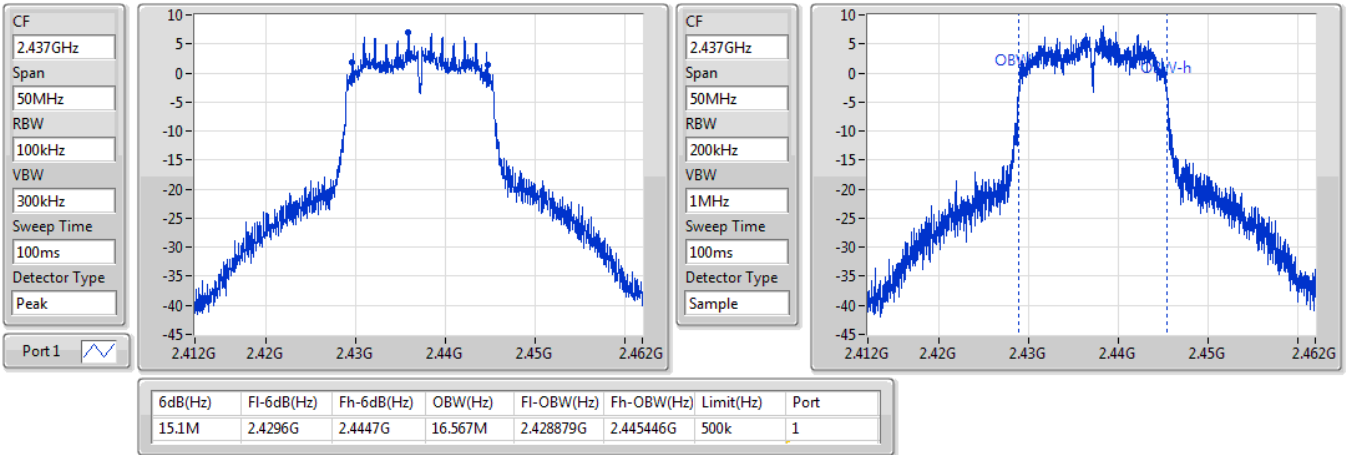 CF
2.437GHz
Span
50MHz
RBW
100kHz
VBW
300kHz
Sweep Time
100ms
Detector Type
Peak
Port 1
10
5
0
-5
-10
-15
-20
-25
-30
-35
-40
-45
2.412G 2.42G 2.43G 2.44G 2.45G 2.462G
CF
2.437GHz
Span
50MHz
RBW
200kHz
VBW
1MHz
Sweep Time
100ms
Detector Type
Sample
10
5
0
-5
-10
-15
-20
-25
-30
-35
-40
-45
OBW-h
2.412G 2.42G 2.43G 2.44G 2.45G 2.462G
6dB(Hz) Fl-6dB(Hz) Fh-6dB(Hz) OBW(Hz) Fl-OBW(Hz) Fh-OBW(Hz) Limit(Hz) Port
15.1M 2.4296G 2.4447G 16.567M 2.428879G 2.445446G 500k 1